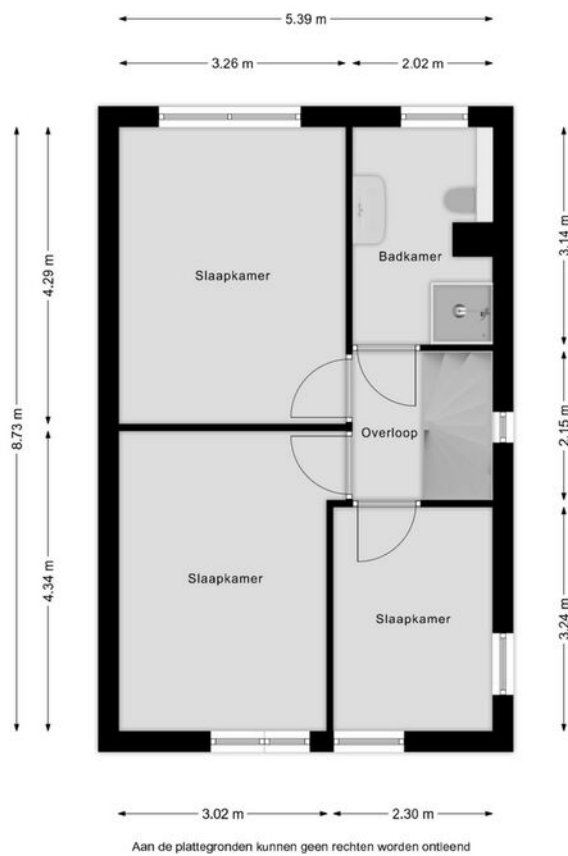 5.39 m
3.26 m
2.02 m
4.29 m
3.14 m
Badkamer
Slaapkamer
8.73 m
2.15 m
Overloop
4.34 m
Slaapkamer
3.24 m
Slaapkamer
3.02 m
2.30 m
Aan de plattegronden kunnen geen rechten worden ontleend